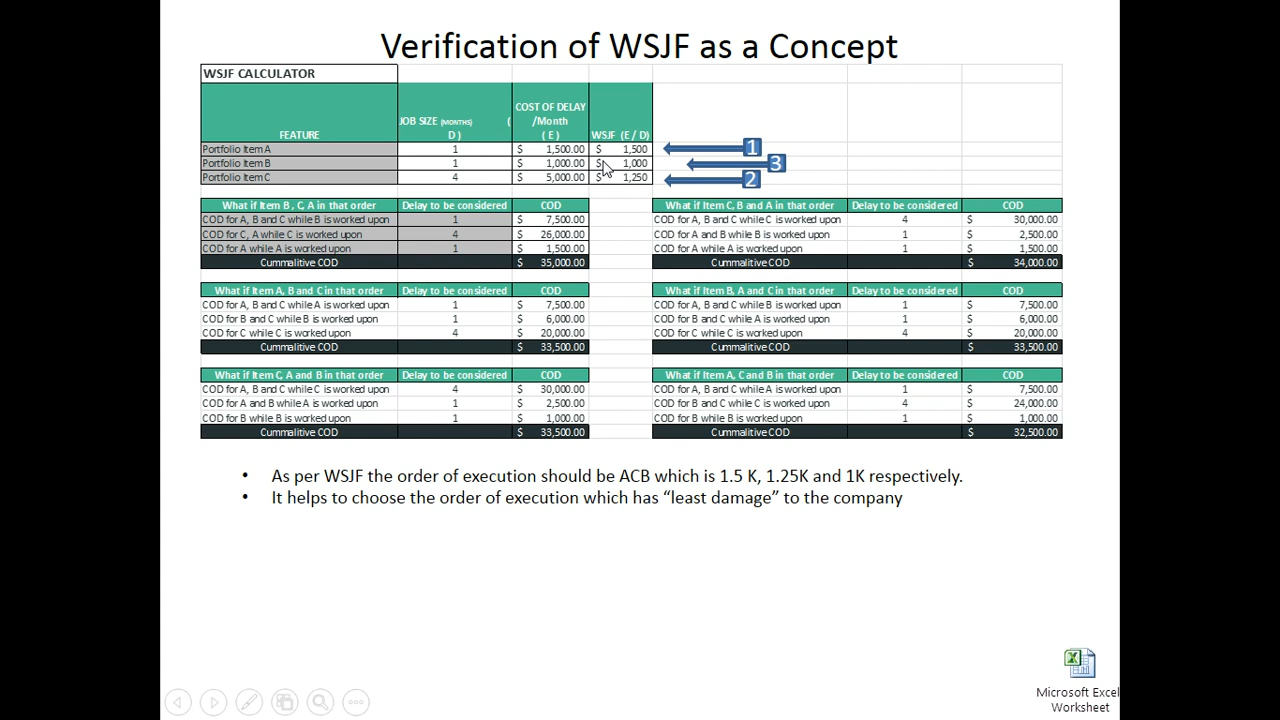 Verification of WSJF as a Concept
WSJF CALCULATOR
FEATURE JOB SIZE (MONTHS) ( D ) COST OF DELAY /Month ( E ) WSJF (E / D)
Portfolio Item A 1 $ 1,500.00 $ 1,500 1
Portfolio Item B 1 $ 1,000.00 $ 1,000 3
Portfolio Item C 4 $ 5,000.00 $ 1,250 2
What if Item B , C, A in that order Delay to be considered COD
COD for A, B and C while B is worked upon 1 $ 7,500.00
COD for C, A while C is worked upon 4 $ 26,000.00
COD for A while A is worked upon 1 $ 1,500.00
Cummalitive COD $ 35,000.00
What if Item C, B and A in that order Delay to be considered COD
COD for A, B and C while C is worked upon 4 $ 30,000.00
COD for A and B while B is worked upon 1 $ 2,500.00
COD for A while A is worked upon 1 $ 1,500.00
Cummalitive COD $ 34,000.00
What if Item A, B and C in that order Delay to be considered COD
COD for A, B and C while A is worked upon 1 $ 7,500.00
COD for B and C while B is worked upon 1 $ 6,000.00
COD for C while C is worked upon 4 $ 20,000.00
Cummalitive COD $ 33,500.00
What if Item B, A and C in that order Delay to be considered COD
COD for A, B and C while B is worked upon 1 $ 7,500.00
COD for B and C while A is worked upon 1 $ 6,000.00
COD for C while C is worked upon 4 $ 20,000.00
Cummalitive COD $ 33,500.00
What if Item C, A and B in that order Delay to be considered COD
COD for A, B and C while C is worked upon 4 $ 30,000.00
COD for A and B while A is worked upon 1 $ 2,500.00
COD for B while B is worked upon 1 $ 1,000.00
Cummalitive COD $ 33,500.00
What if Item A, C and B in that order Delay to be considered COD
COD for A, B and C while A is worked upon 1 $ 7,500.00
COD for B and C while C is worked upon 4 $ 24,000.00
COD for B while B is worked upon 1 $ 1,000.00
Cummalitive COD $ 32,500.00
• As per WSJF the order of execution should be ACB which is 1.5 K, 1.25K and 1K respectively.
• It helps to choose the order of execution which has “least damage” to the company
Microsoft Excel
Worksheet